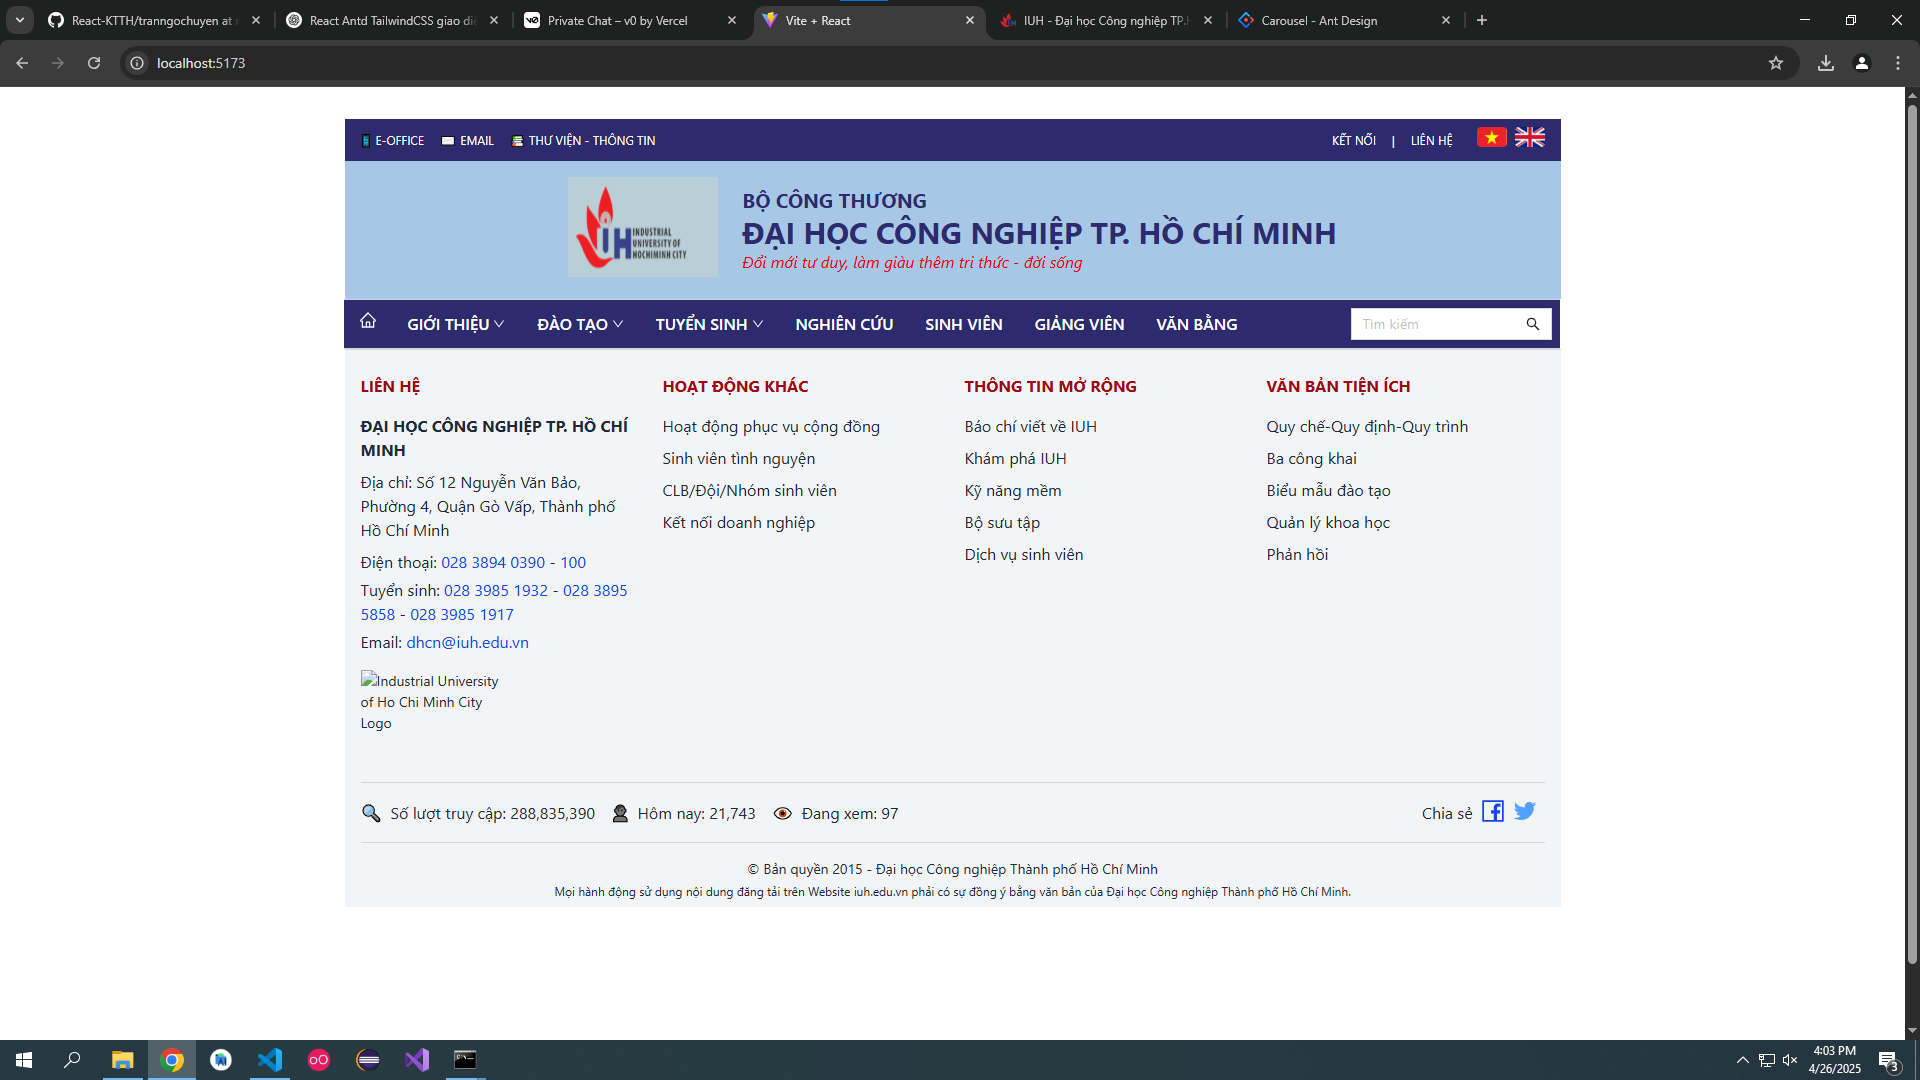 React-KTTH/tranngochuyen at
React Antd TailwindCSS giao di
Private Chat – v0 by Vercel
Vite + React
IUH - Đại học Công nghiệp TP.
Carousel - Ant Design
localhost:5173
E-OFFICE
EMAIL
THƯ VIỆN - THÔNG TIN
KẾT NỐI | LIÊN HỆ
IUH INDUSTRIAL
UNIVERSITY OF
HOCHIMINH CITY
BỘ CÔNG THƯƠNG
ĐẠI HỌC CÔNG NGHIỆP TP. HỒ CHÍ MINH
Đổi mới tư duy, làm giàu thêm tri thức - đời sống
GIỚI THIỆU
ĐÀO TẠO
TUYỂN SINH
NGHIÊN CỨU
SINH VIÊN
GIẢNG VIÊN
VĂN BẰNG
Tìm kiếm
LIÊN HỆ
ĐẠI HỌC CÔNG NGHIỆP TP. HỒ CHÍ
MINH
Địa chỉ: Số 12 Nguyễn Văn Bảo,
Phường 4, Quận Gò Vấp, Thành phố
Hồ Chí Minh
Điện thoại: 028 3894 0390 - 100
Tuyển sinh: 028 3985 1932 - 028 3895
5858 - 028 3985 1917
Email: dhcn@iuh.edu.vn
Industrial University
of Ho Chi Minh City
Logo
HOẠT ĐỘNG KHÁC
Hoạt động phục vụ cộng đồng
Sinh viên tình nguyện
CLB/Đội/Nhóm sinh viên
Kết nối doanh nghiệp
THÔNG TIN MỞ RỘNG
Báo chí viết về IUH
Khám phá IUH
Kỹ năng mềm
Bộ sưu tập
Dịch vụ sinh viên
VĂN BẢN TIỆN ÍCH
Quy chế-Quy định-Quy trình
Ba công khai
Biểu mẫu đào tạo
Quản lý khoa học
Phản hồi
Số lượt truy cập: 288,835,390
Hôm nay: 21,743
Đang xem: 97
Chia sẻ
© Bản quyền 2015 - Đại học Công nghiệp Thành phố Hồ Chí Minh
Mọi hành động sử dụng nội dung đăng tải trên Website iuh.edu.vn phải có sự đồng ý bằng văn bản của Đại học Công nghiệp Thành phố Hồ Chí Minh.
4:03 PM
4/26/2025
3